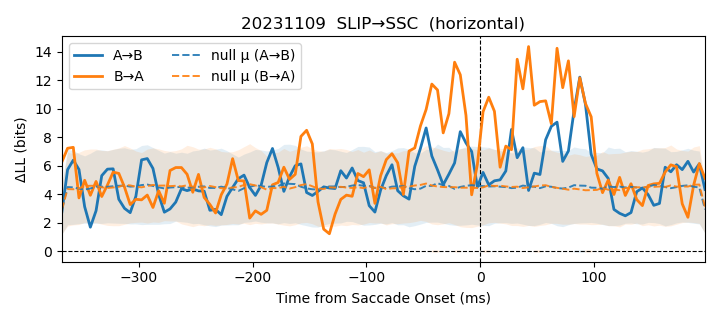 20231109  SLIP→SSC  (horizontal)
ΔLL (bits)
14
12
10
8
6
4
2
0
A→B
B→A
null μ (A→B)
null μ (B→A)
−300
−200
−100
0
100
Time from Saccade Onset (ms)